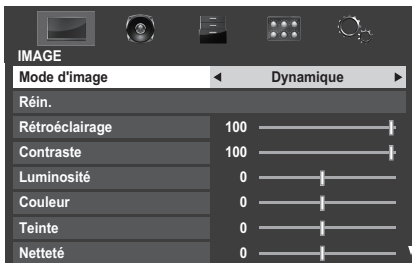 IMAGE
Mode d'image Dynamique
Réin.
Rétroéclairage 100
Contraste 100
Luminosité 0
Couleur 0
Teinte 0
Netteté 0